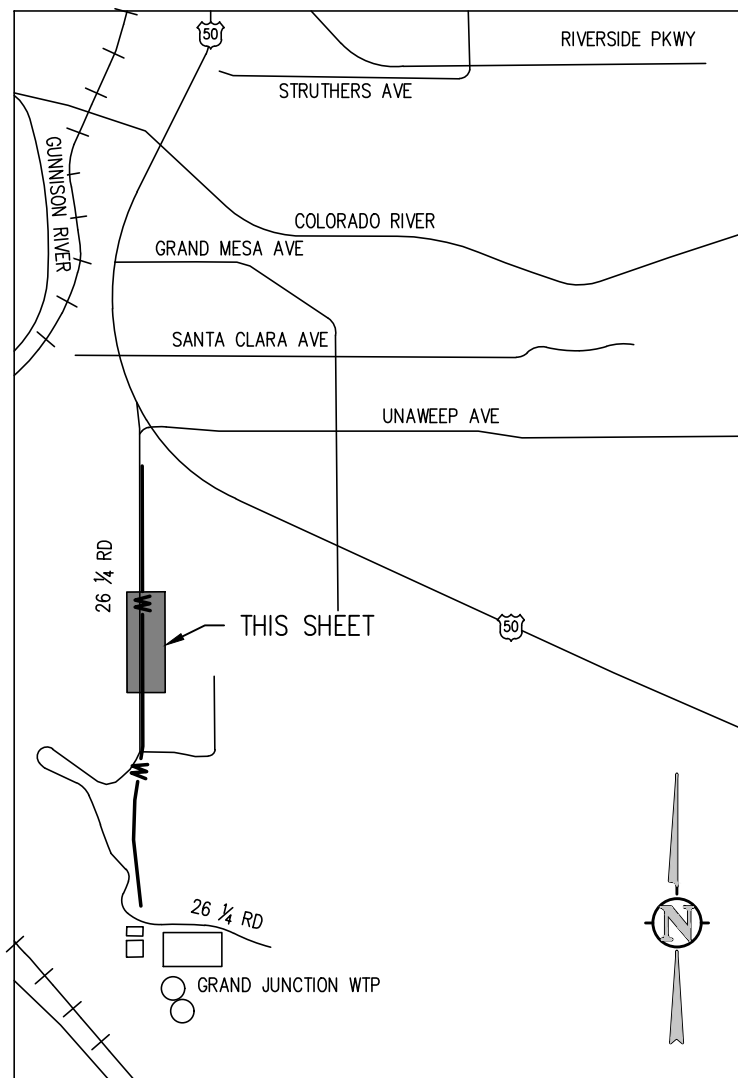 50
RIVERSIDE PKWY
STRUTHERS AVE
GUNNISON RIVER
COLORADO RIVER
GRAND MESA AVE
SANTA CLARA AVE
UNAWEEP AVE
26 ¼ RD
W
THIS SHEET
50
W
26 ¼ RD
N
GRAND JUNCTION WTP